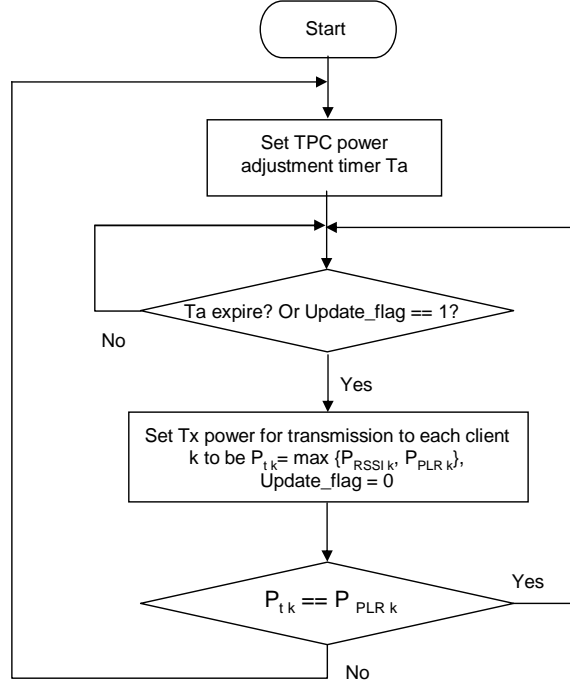 Start
Set TPC power
adjustment timer Ta
Ta expire? Or Update_flag == 1?
No
Yes
Set Tx power for transmission to each client
k to be P t k = max {P RSSI k, P PLR k},
Update_flag = 0
P t k == P PLR k
Yes
No